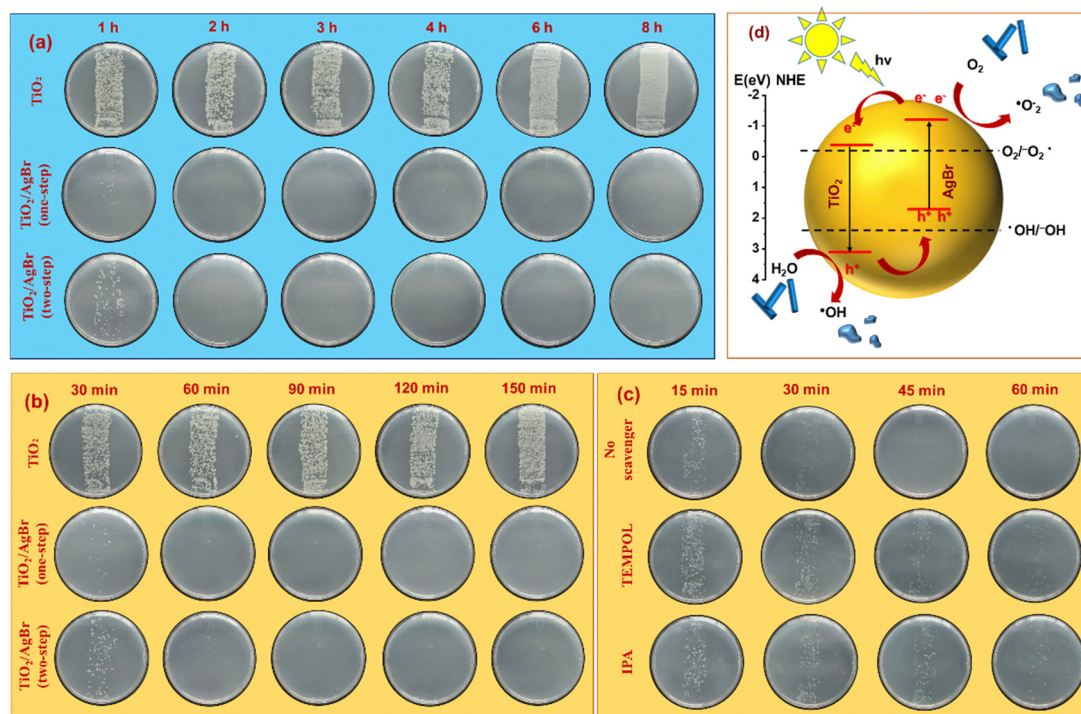 (a)
1 h 2 h 3 h 4 h 6 h 8 h
TiO₂
TiO₂/AgBr
(one-step)
TiO₂/AgBr
(two-step)
(d)
hv
E(eV) NHE
-2
-1
0
1
2
3
4
O₂
e⁻ e⁻
e⁻
•O⁻₂
O₂/⁻O₂ •
TiO₂
AgBr
h⁺ h⁺
•OH/⁻OH
H₂O
h⁺
•OH
(b)
30 min 60 min 90 min 120 min 150 min
TiO₂
TiO₂/AgBr
(one-step)
TiO₂/AgBr
(two-step)
(c)
15 min 30 min 45 min 60 min
No
scavenger
TEMPOL
IPA